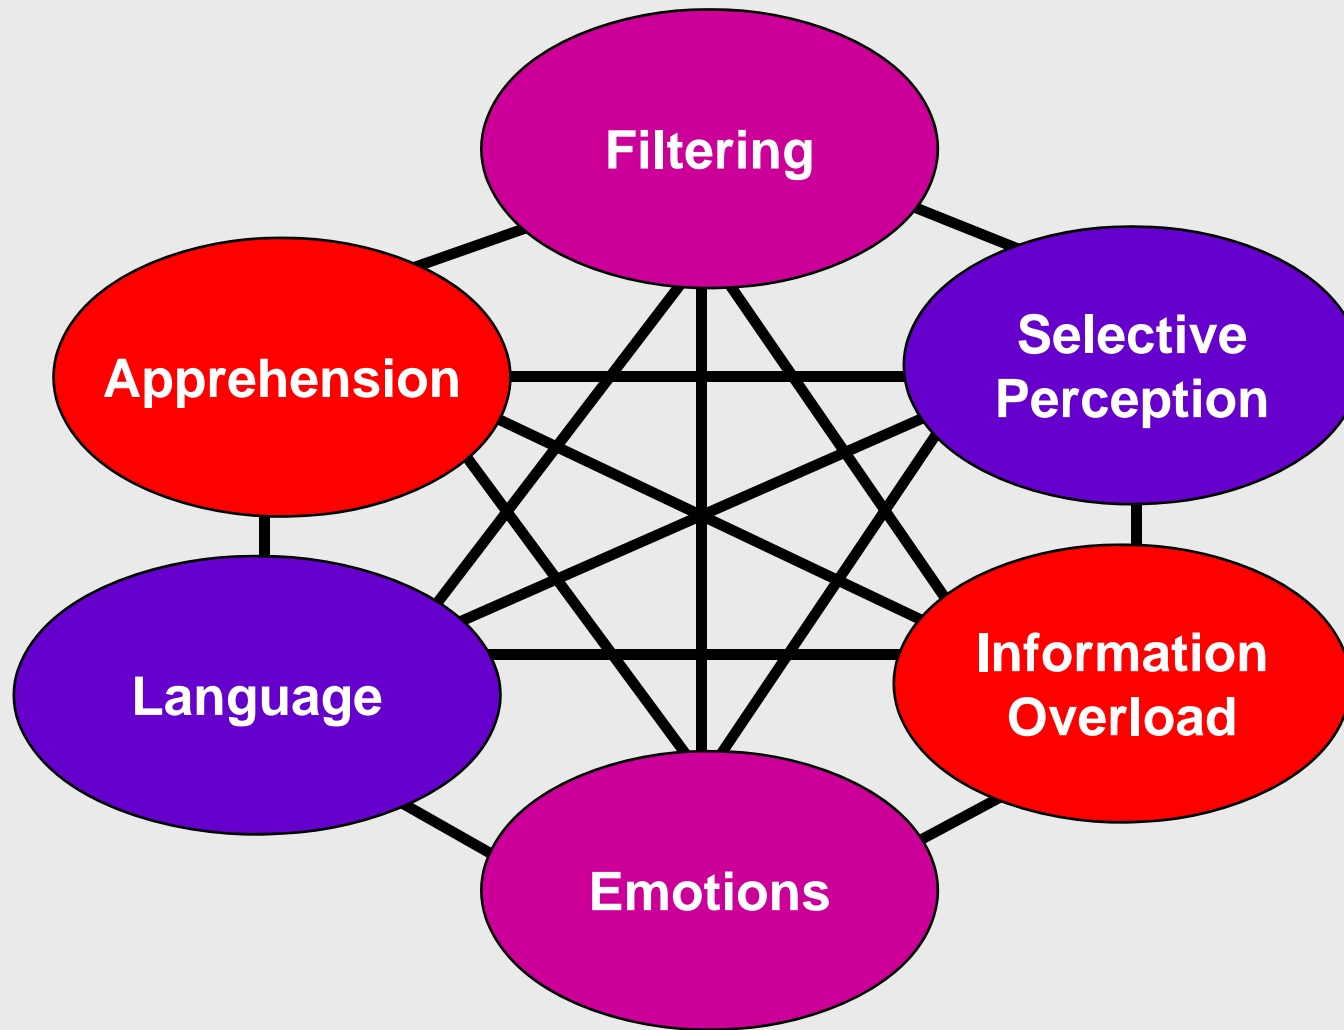 Filtering
Selective
Perception
Apprehension
Information
Overload
Language
Emotions